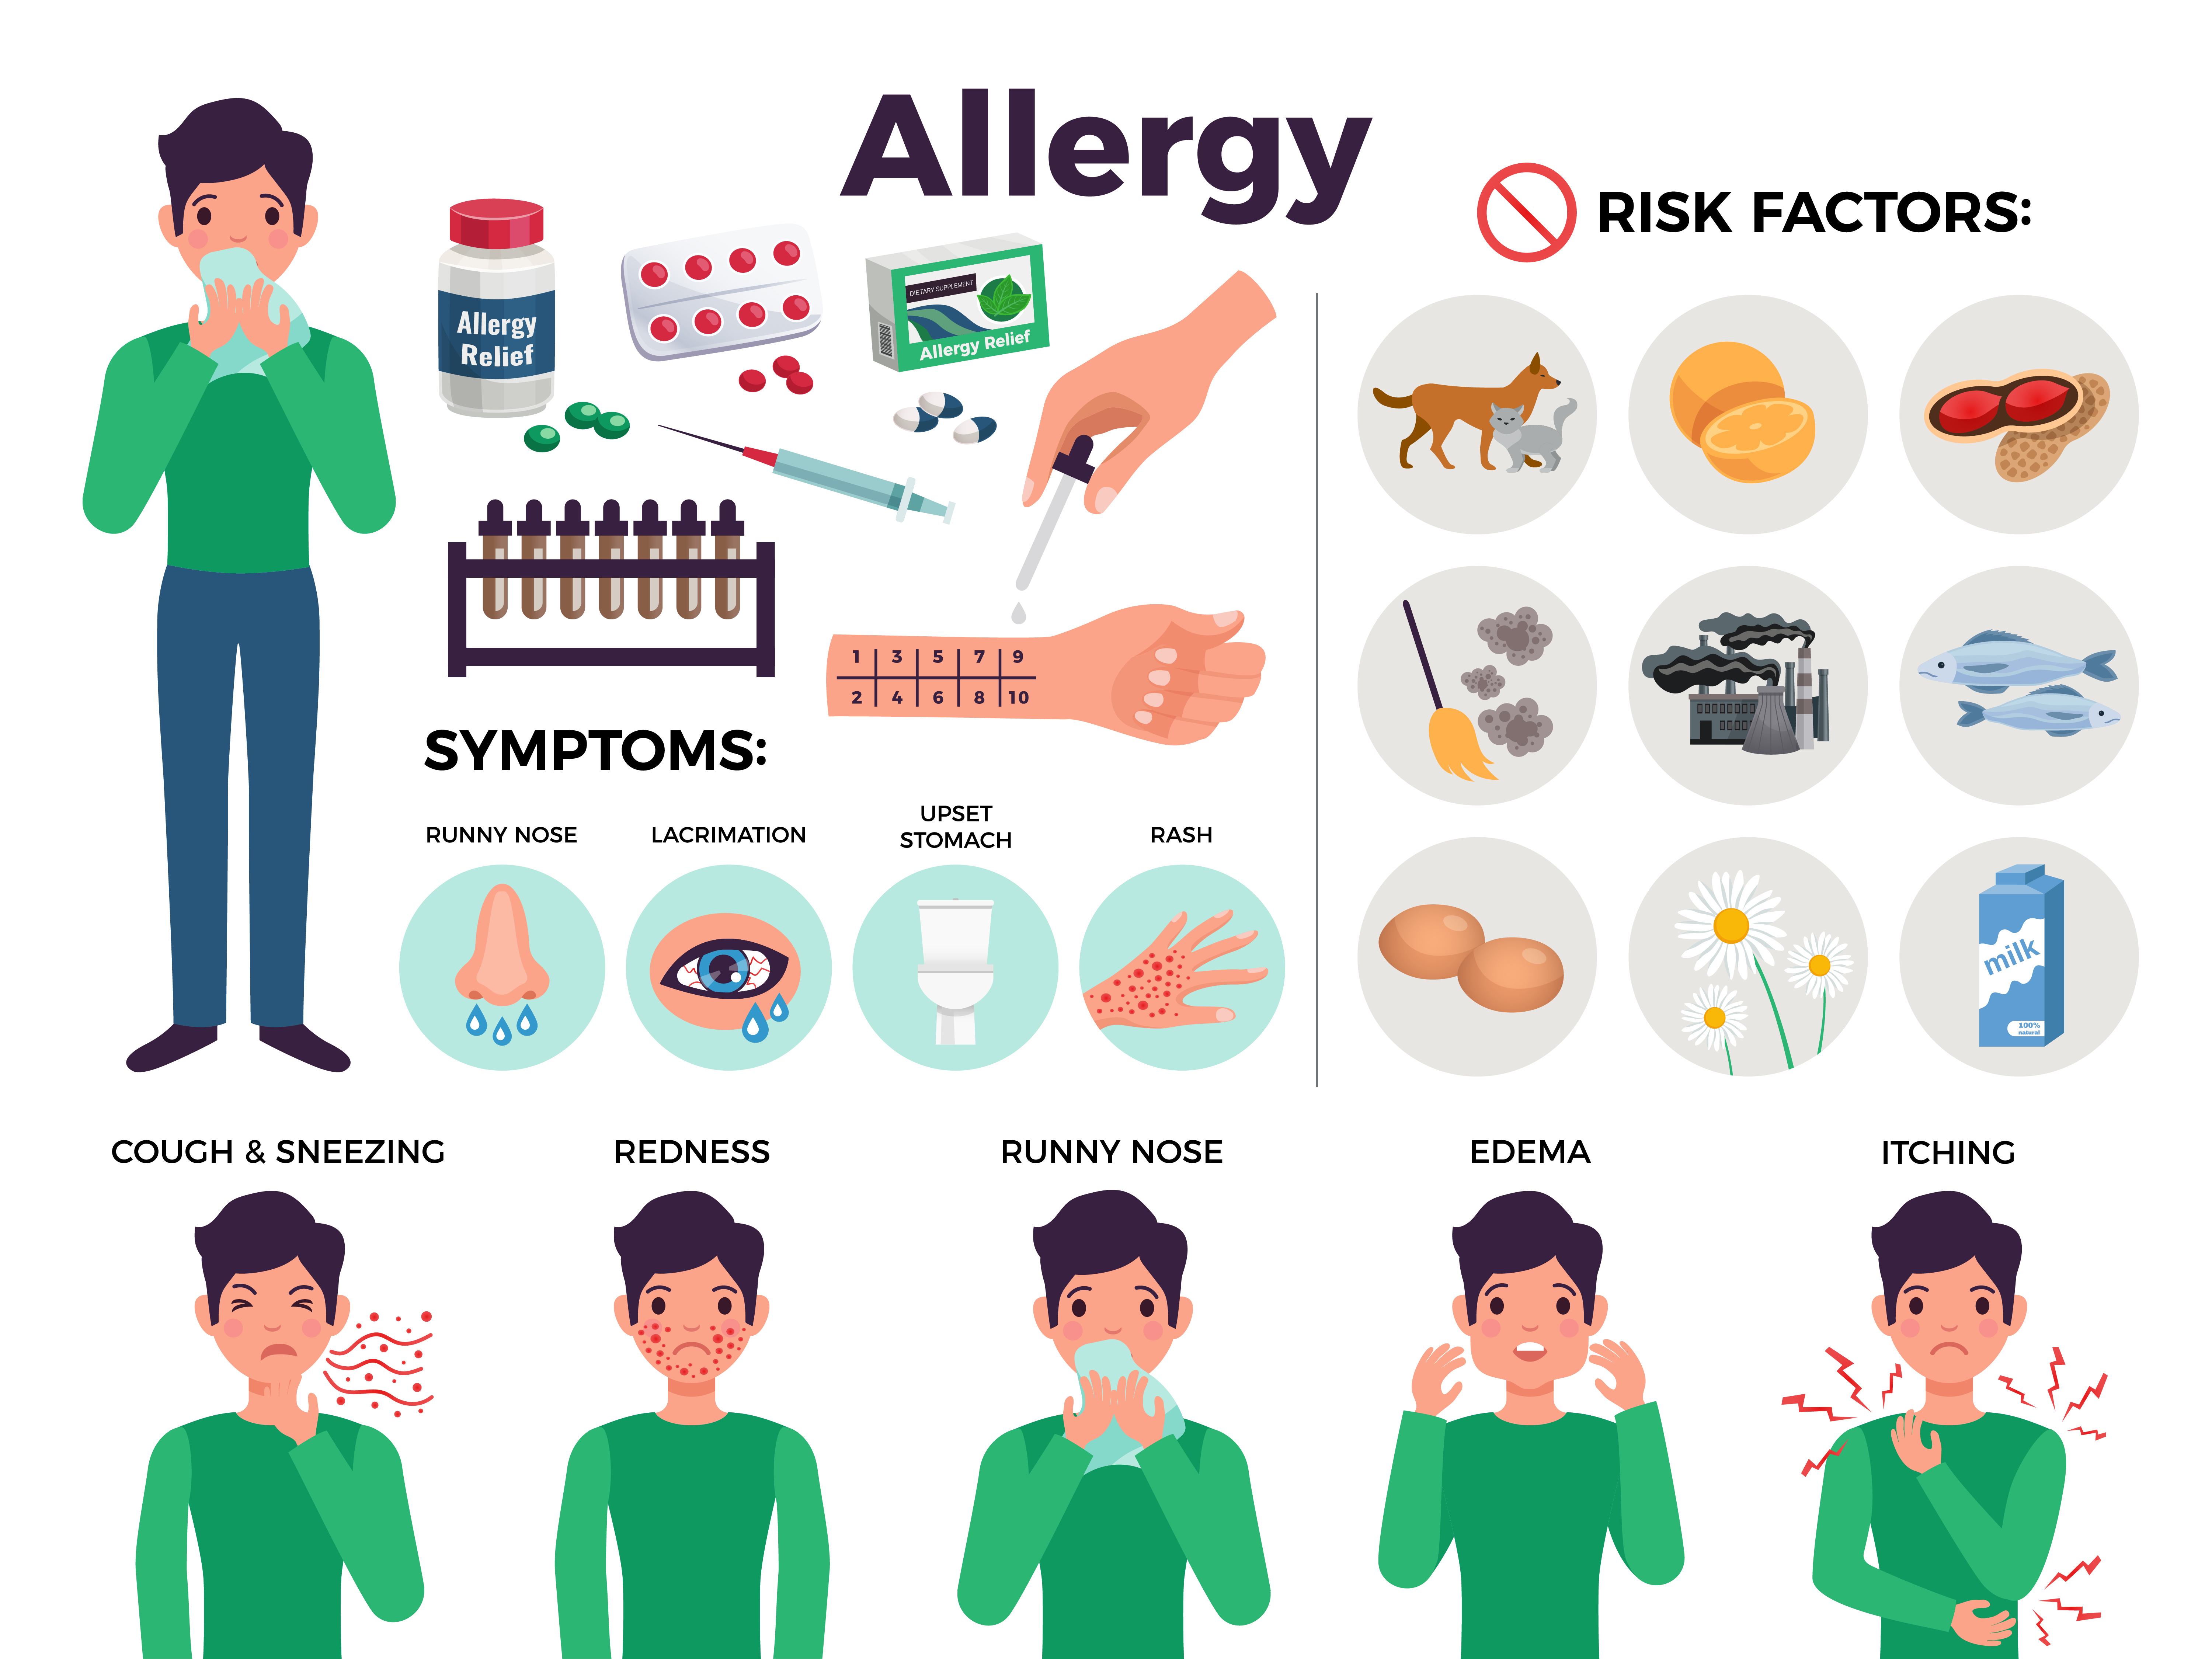 Allergy
RISK FACTORS:
Allergy
Relief
DIETARY SUPPLEMENT
Allergy Relief
1 3 5 7 9
2 4 6 8 10
SYMPTOMS:
RUNNY NOSE
LACRIMATION
UPSET
STOMACH
RASH
milk
100%
natural
COUGH & SNEEZING
REDNESS
RUNNY NOSE
EDEMA
ITCHING